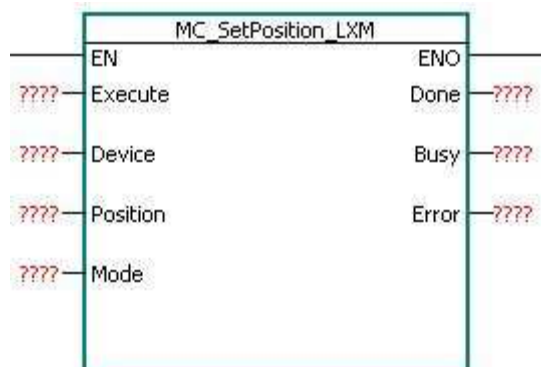 MC_SetPosition_LXM
EN ENO
???? Execute Done ????
???? Device Busy ????
???? Position Error ????
???? Mode